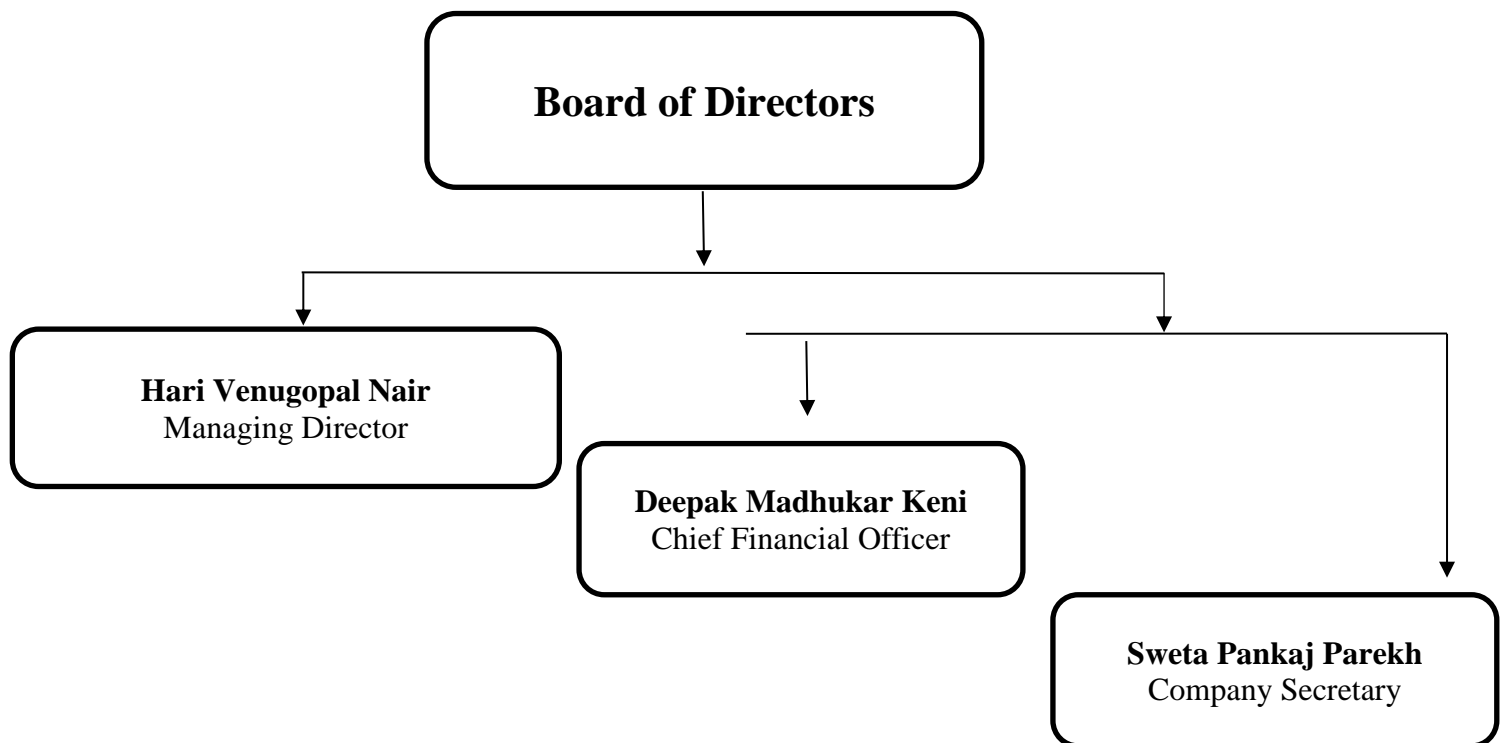 Board of Directors
Hari Venugopal Nair
Managing Director
Deepak Madhukar Keni
Chief Financial Officer
Sweta Pankaj Parekh
Company Secretary